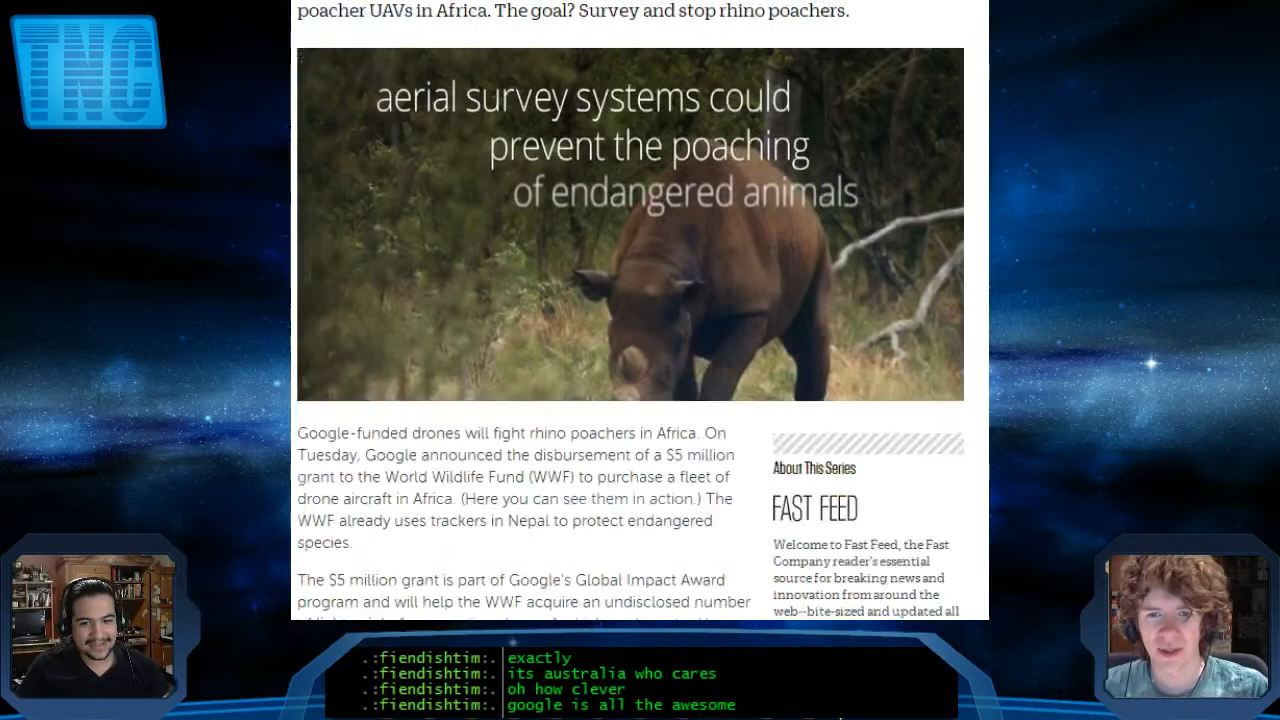 TNC
poacher UAVs in Africa. The goal? Survey and stop rhino poachers.
aerial survey systems could
prevent the poaching
of endangered animals
Google-funded drones will fight rhino poachers in Africa. On
Tuesday, Google announced the disbursement of a $5 million
grant to the World Wildlife Fund (WWF) to purchase a fleet of
drone aircraft in Africa. (Here you can see them in action.) The
WWF already uses trackers in Nepal to protect endangered
species.
The $5 million grant is part of Google's Global Impact Award
program and will help the WWF acquire an undisclosed number
About This Series
FAST FEED
Welcome to Fast Feed, the Fast
Company reader's essential
source for breaking news and
innovation from around the
web--bite-sized and updated all
.:fiendishtim:. exactly
.:fiendishtim:. its australia who cares
.:fiendishtim:. oh how clever
.:fiendishtim:. google is all the awesome